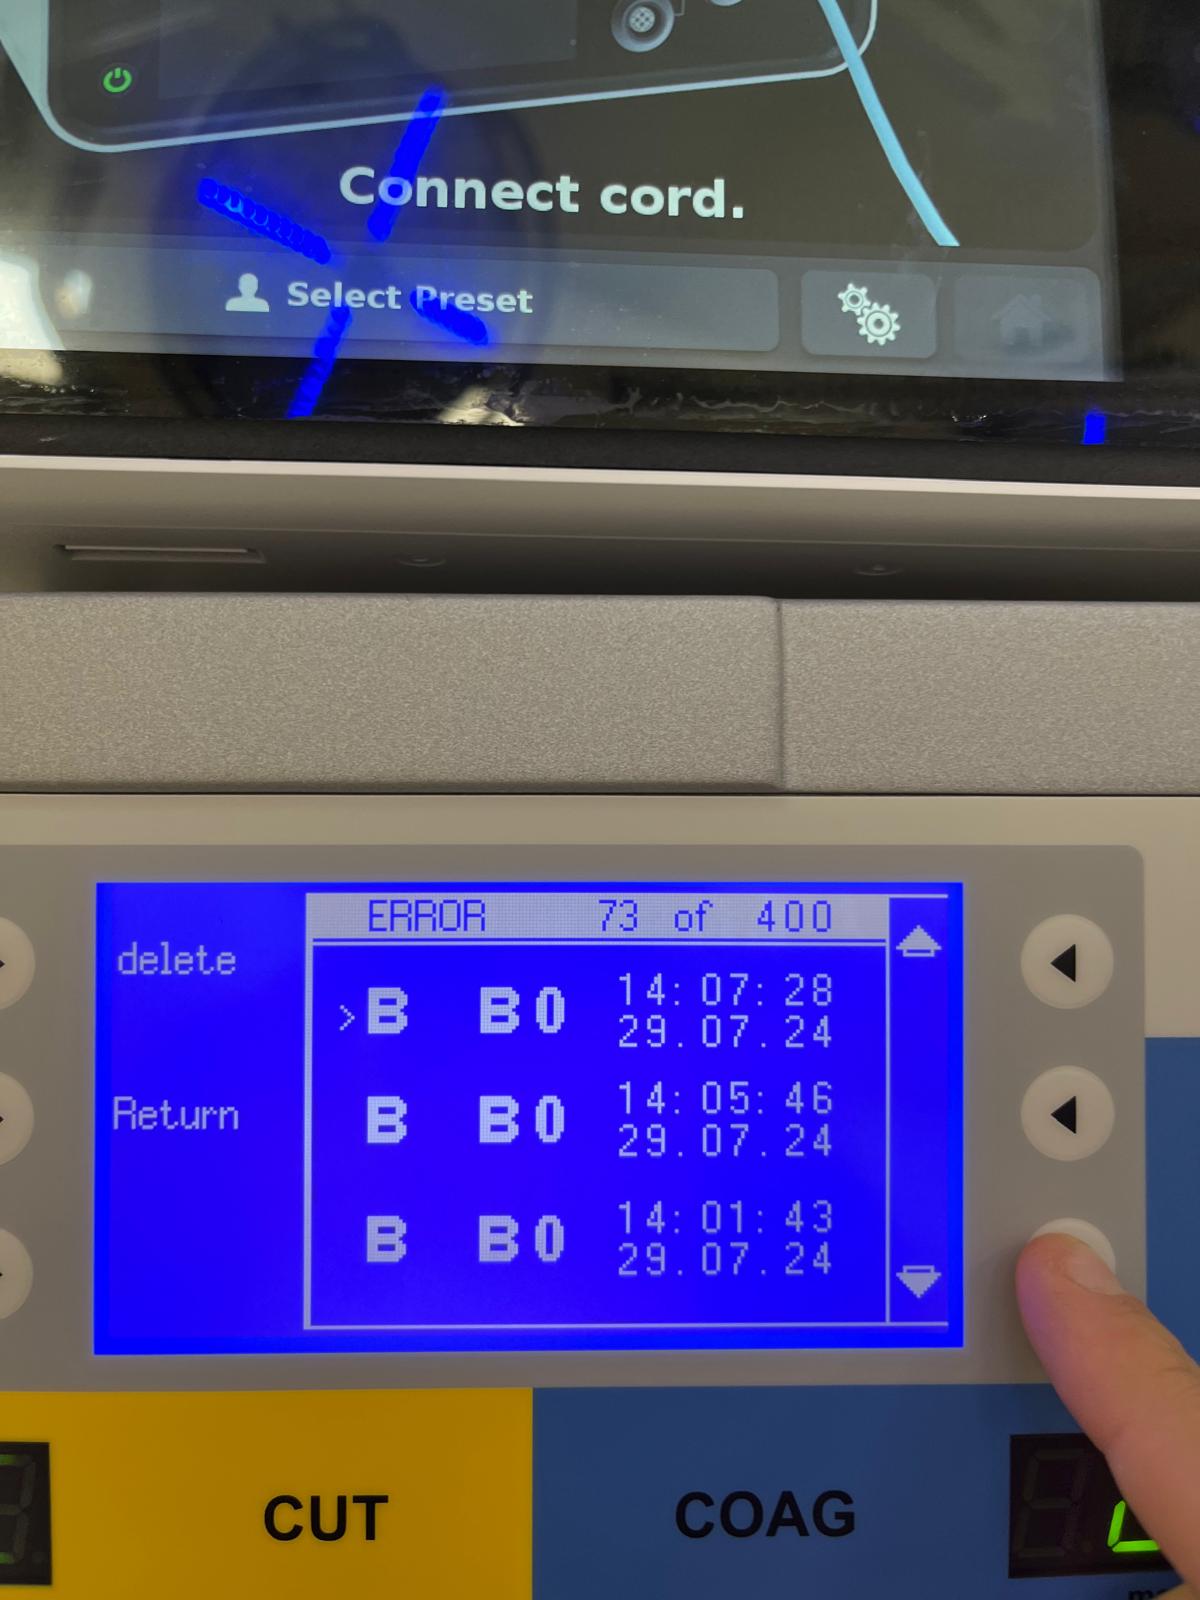 Connect cord.
Select Preset
delete
Return
ERROR 73 of 400
>B B0 14:07:28
29.07.24
B B0 14:05:46
29.07.24
B B0 14:01:43
29.07.24
CUT
COAG